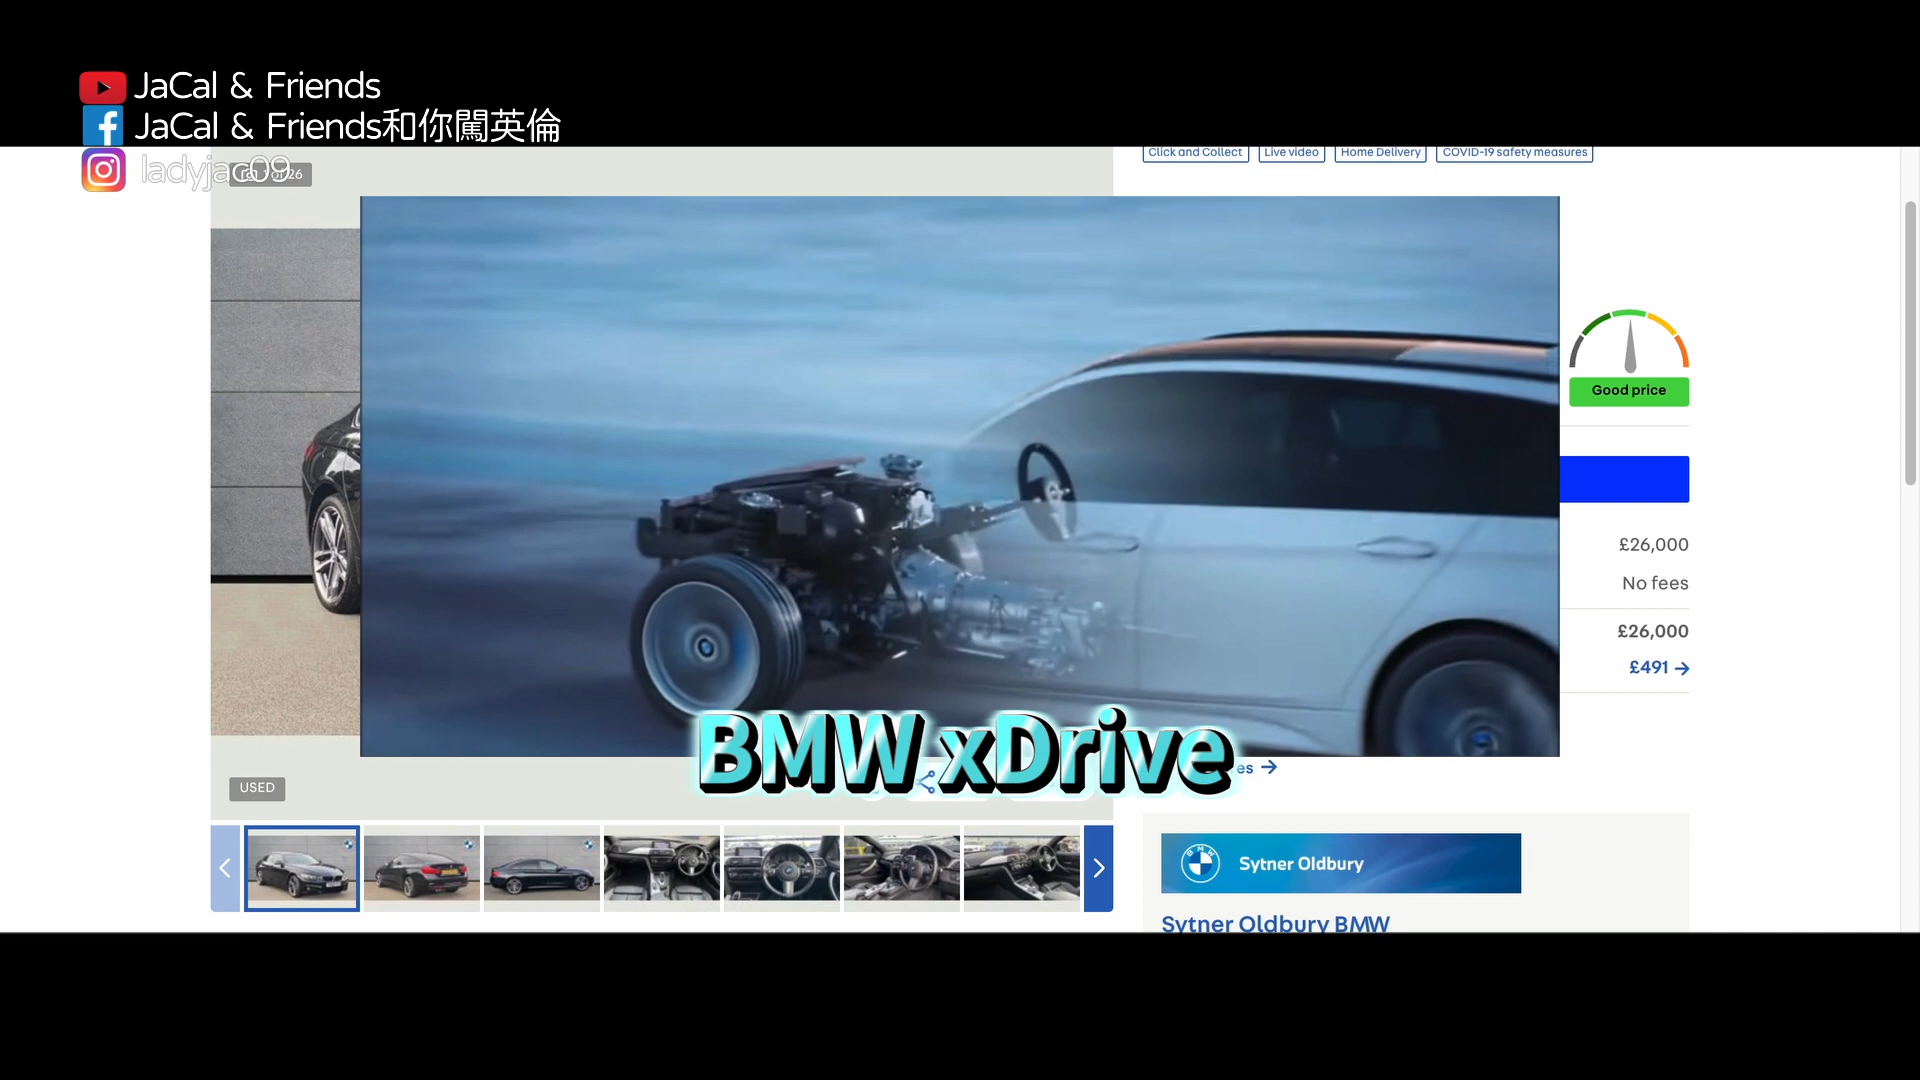 JaCal & Friends
JaCal & Friends和你闖英倫
ladyjac09
Click and Collect
Live video
Home Delivery
COVID-19 safety measures
Good price
£26,000
No fees
£26,000
£491
BMW xDrive
USED
Sytner Oldbury
Sytner Oldbury BMW